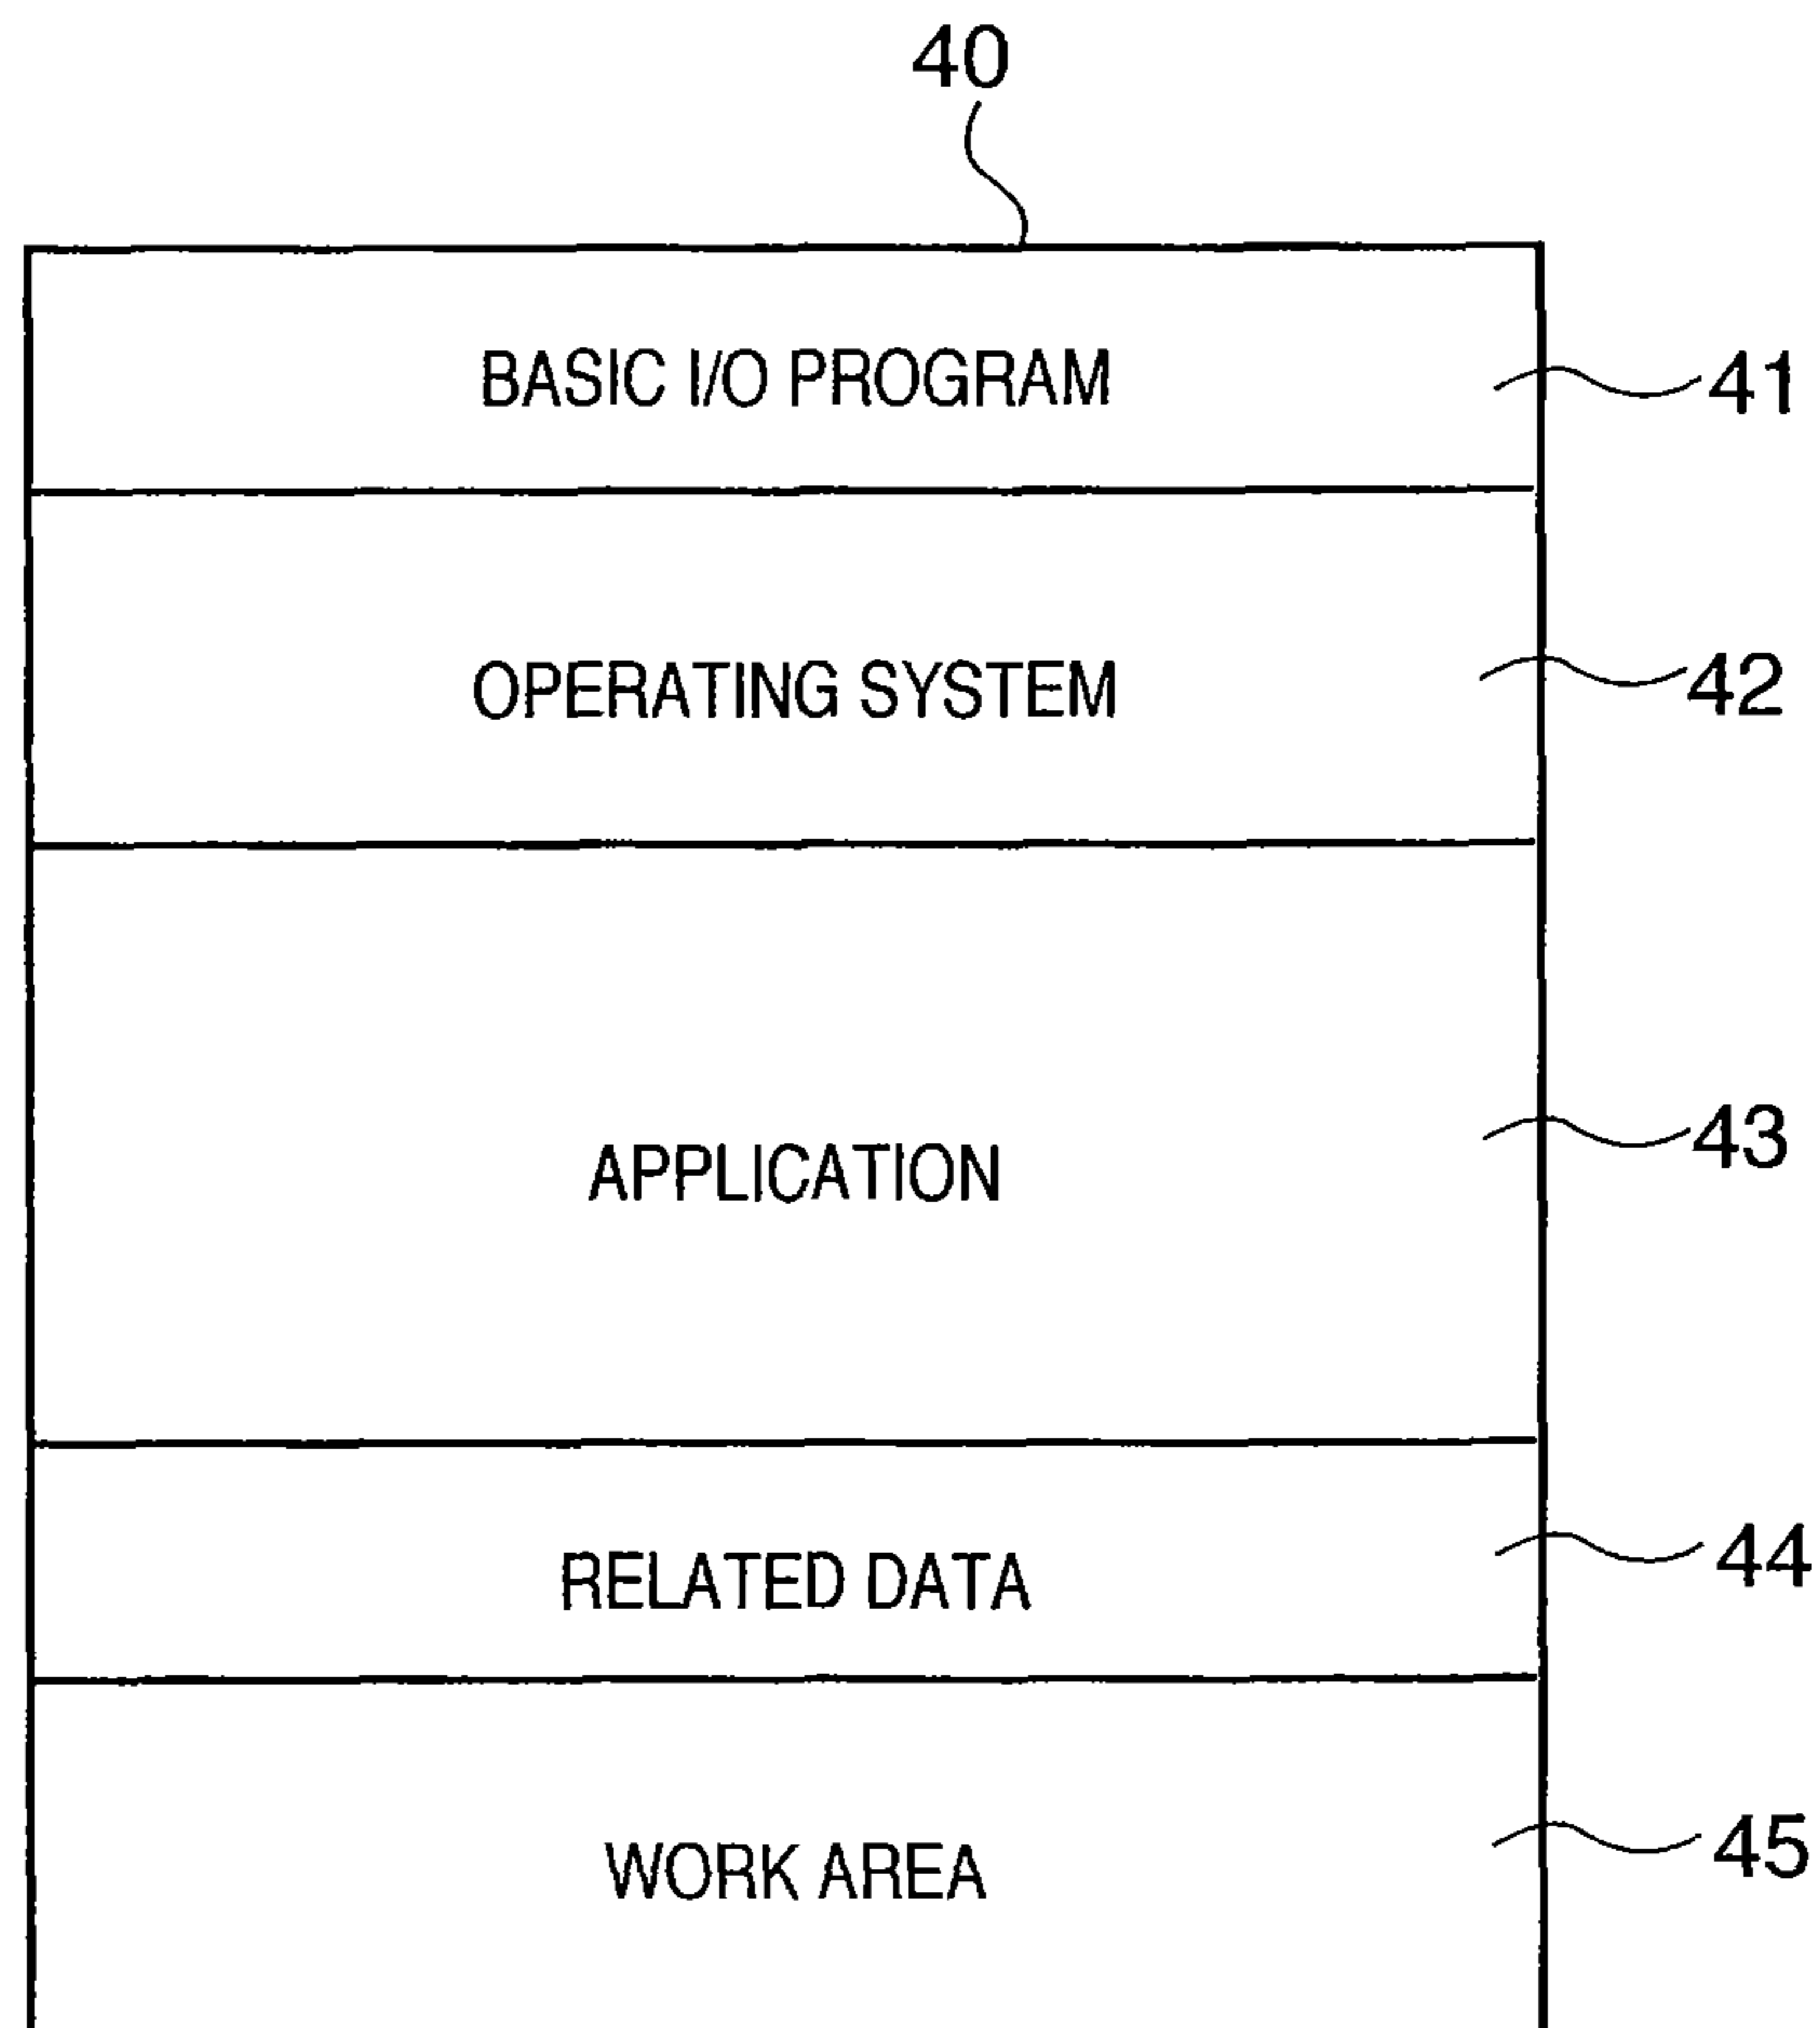 40
BASIC I/O PROGRAM 41
OPERATING SYSTEM 42
APPLICATION 43
RELATED DATA 44
WORK AREA 45